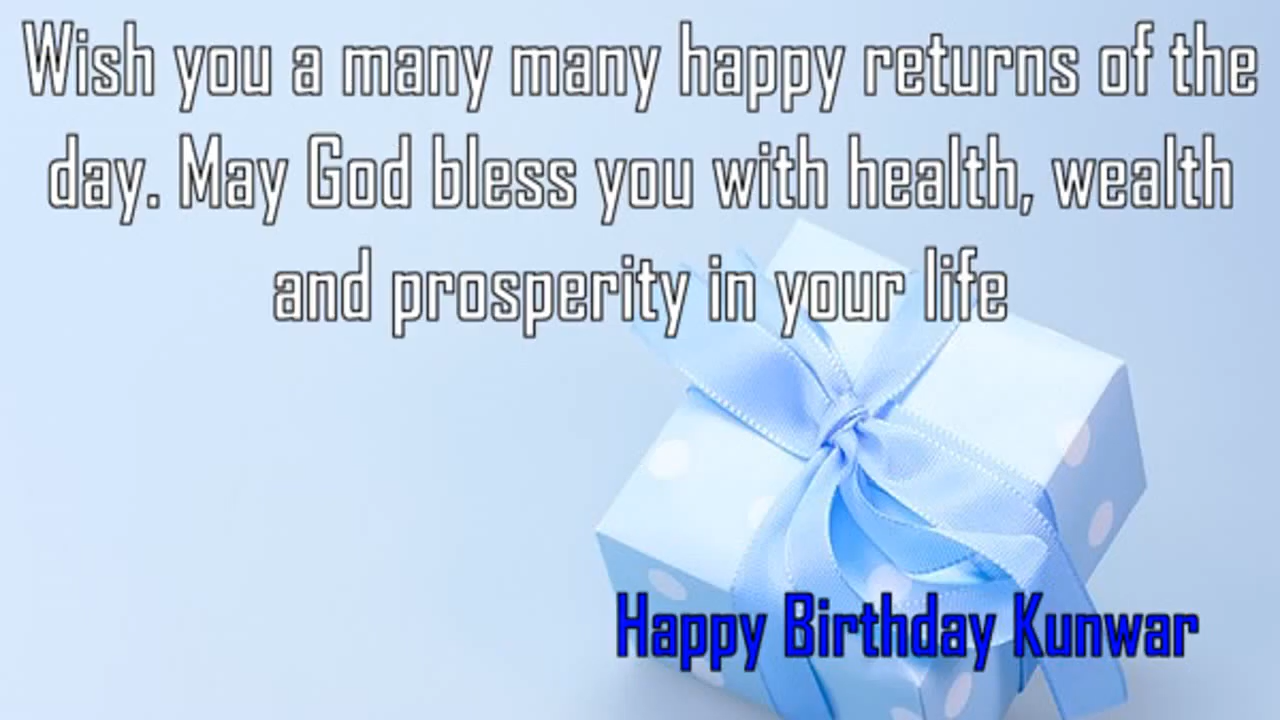 Wish you a many many happy returns of the
day. May God bless you with health, wealth
and prosperity in your life
Happy Birthday Kunwar